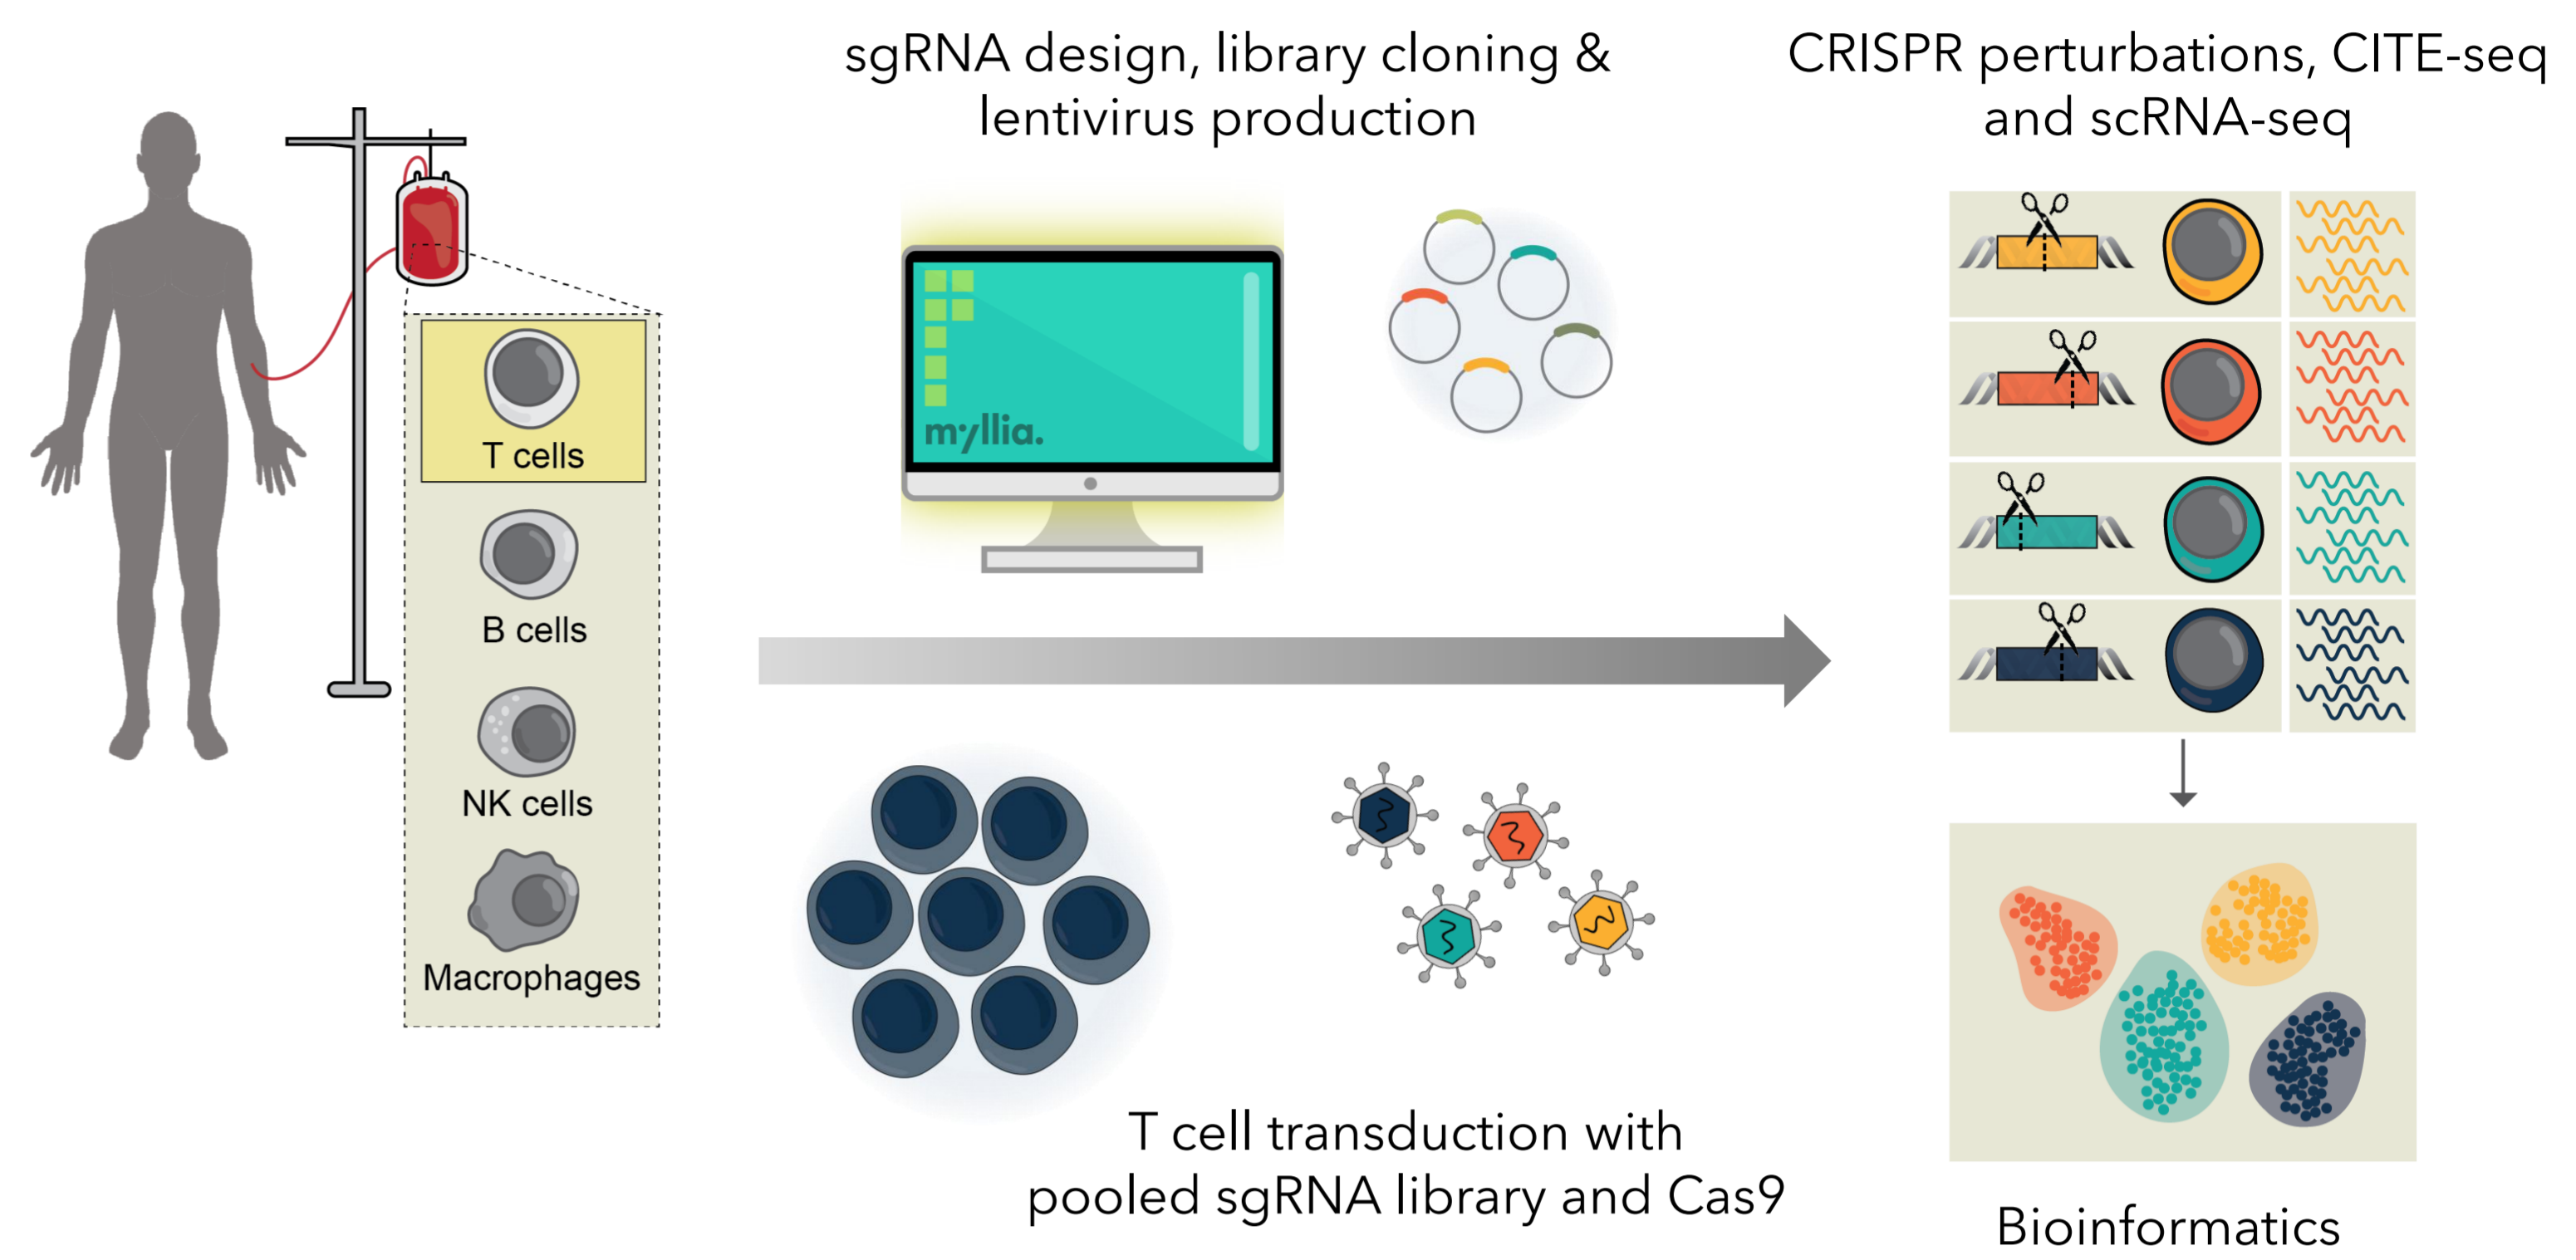 sgRNA design, library cloning &
lentivirus production
CRISPR perturbations, CITE-seq
and scRNA-seq
T cells
B cells
NK cells
Macrophages
myllia.
T cell transduction with
pooled sgRNA library and Cas9
Bioinformatics